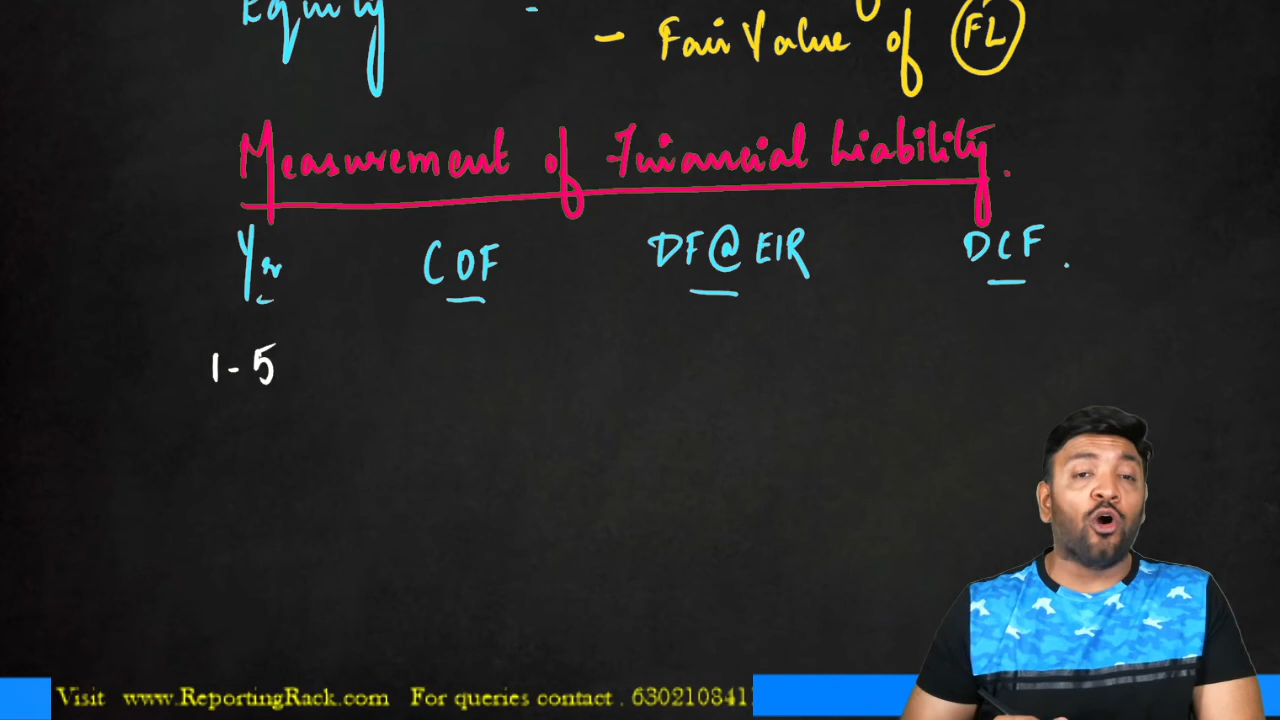 Equity -
- Fair Value of FL
Measurement of Financial Liability.
Yr COF DF@EIR DCF.
1-5
Visit www.ReportingRack.com For queries contact . 630210841